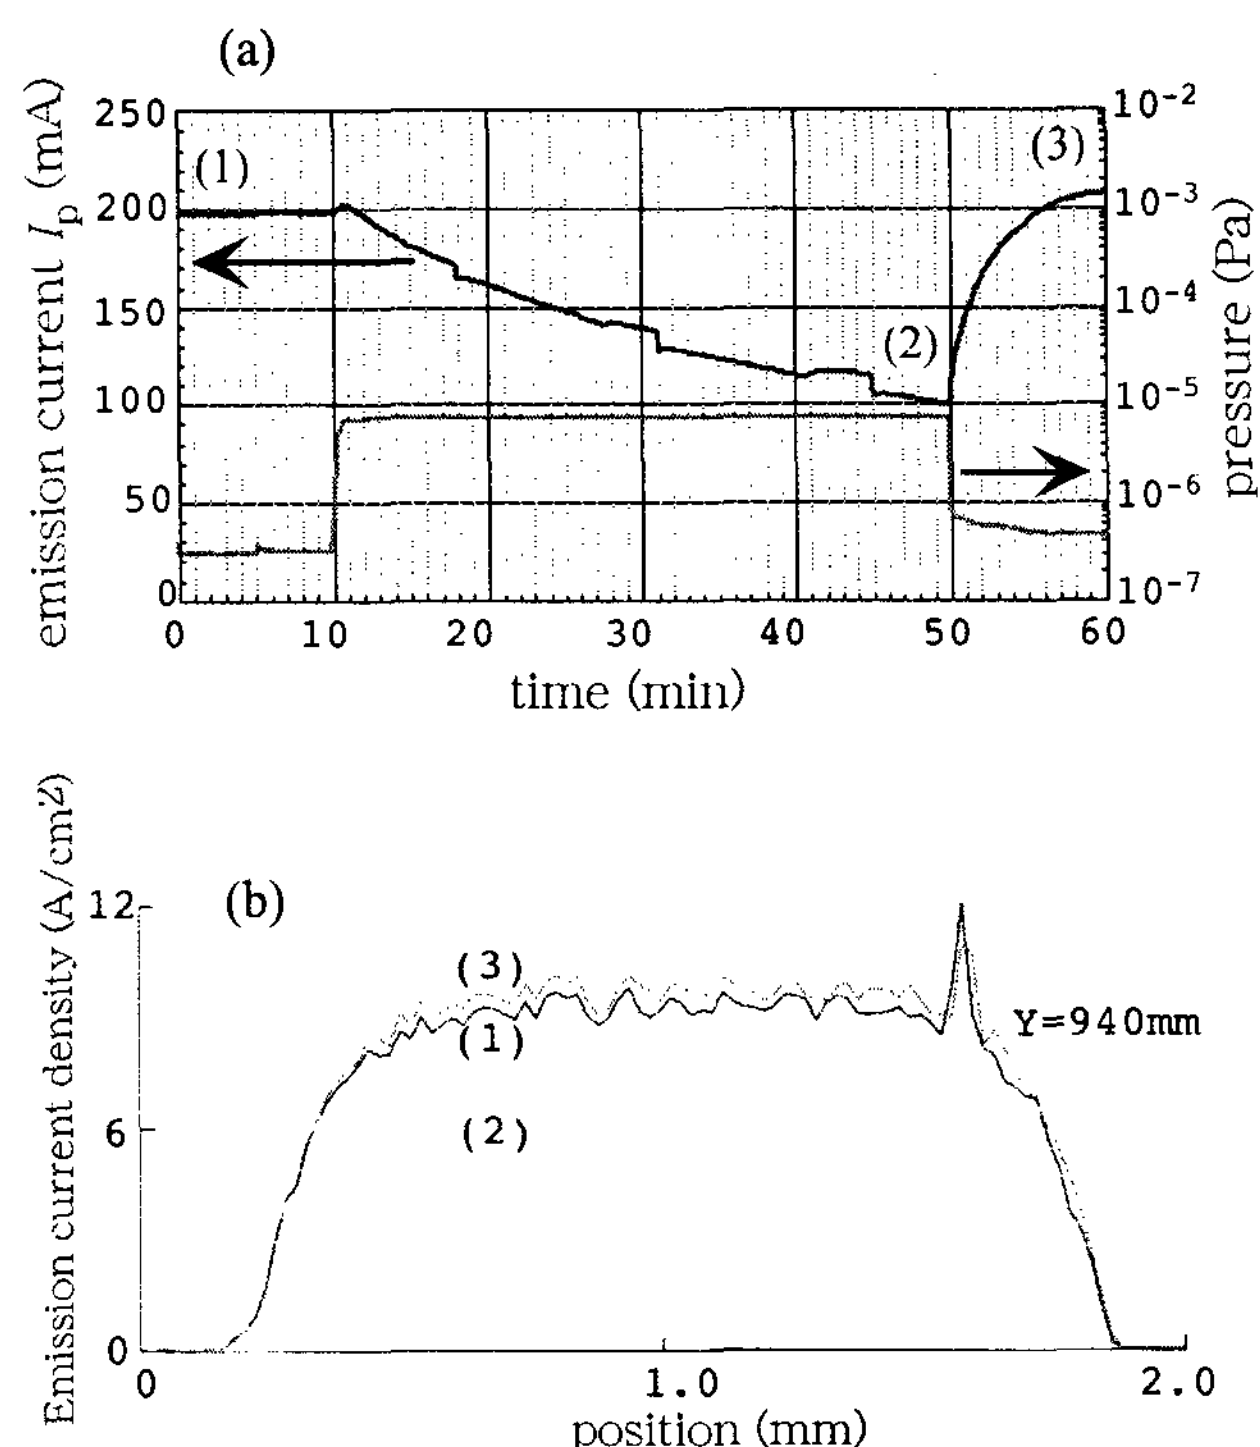 (a)
emission current Ip (mA)
250
200
150
100
50
0
(1)
(2)
(3)
10-2
10-3
10-4
10-5
10-6
10-7
pressure (Pa)
0 10 20 30 40 50 60
time (min)
(b)
Emission current density (A/cm2)
12
6
0
(3)
(1)
(2)
Y=940mm
0 1.0 2.0
position (mm)